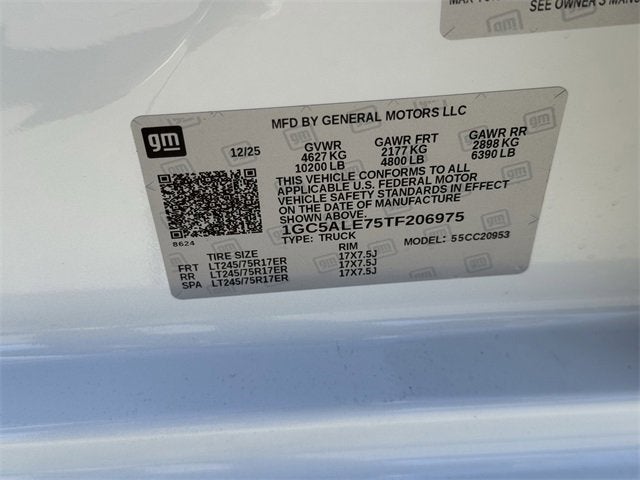 SEE OWNER'S MANU
MFD BY GENERAL MOTORS LLC
gm
12/25 GVWR GAWR FRT GAWR RR
4627 KG 2177 KG 2898 KG
10200 LB 4800 LB 6390 LB
THIS VEHICLE CONFORMS TO ALL
APPLICABLE U.S. FEDERAL MOTOR
VEHICLE SAFETY STANDARDS IN EFFECT
ON THE DATE OF MANUFACTURE
SHOWN ABOVE.
1GC5ALE75TF206975
8624 TYPE: TRUCK MODEL: 55CC20953
TIRE SIZE RIM
FRT LT245/75R17ER 17X7.5J
RR LT245/75R17ER 17X7.5J
SPA LT245/75R17ER 17X7.5J